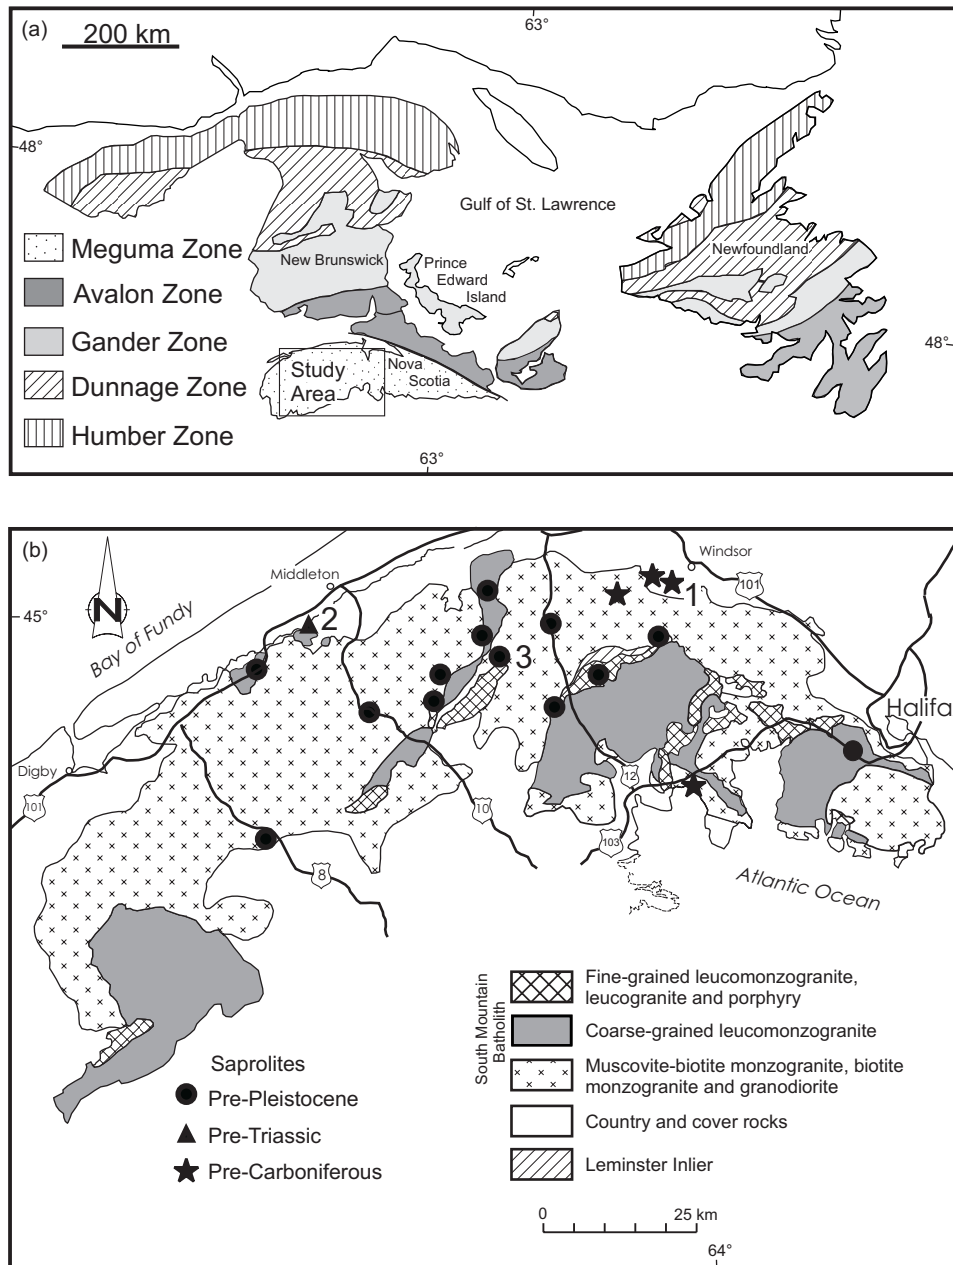 (a)
200 km
63°
48°
Gulf of St. Lawrence
Meguma Zone
Avalon Zone
Gander Zone
Dunnage Zone
Humber Zone
New Brunswick
Prince
Edward
Island
Newfoundland
48°
Study
Area
Nova
Scotia
63°
(b)
Windsor
Middleton
101
1
45°
N
2
Bay of Fundy
3
Halifa
Digby
12
101
10
103
8
Atlantic Ocean
South Mountain
Batholith
Fine-grained leucomonzogranite,
leucogranite and porphyry
Coarse-grained leucomonzogranite
Muscovite-biotite monzogranite, biotite
monzogranite and granodiorite
Country and cover rocks
Leminster Inlier
Saprolites
Pre-Pleistocene
Pre-Triassic
Pre-Carboniferous
0
25 km
64°